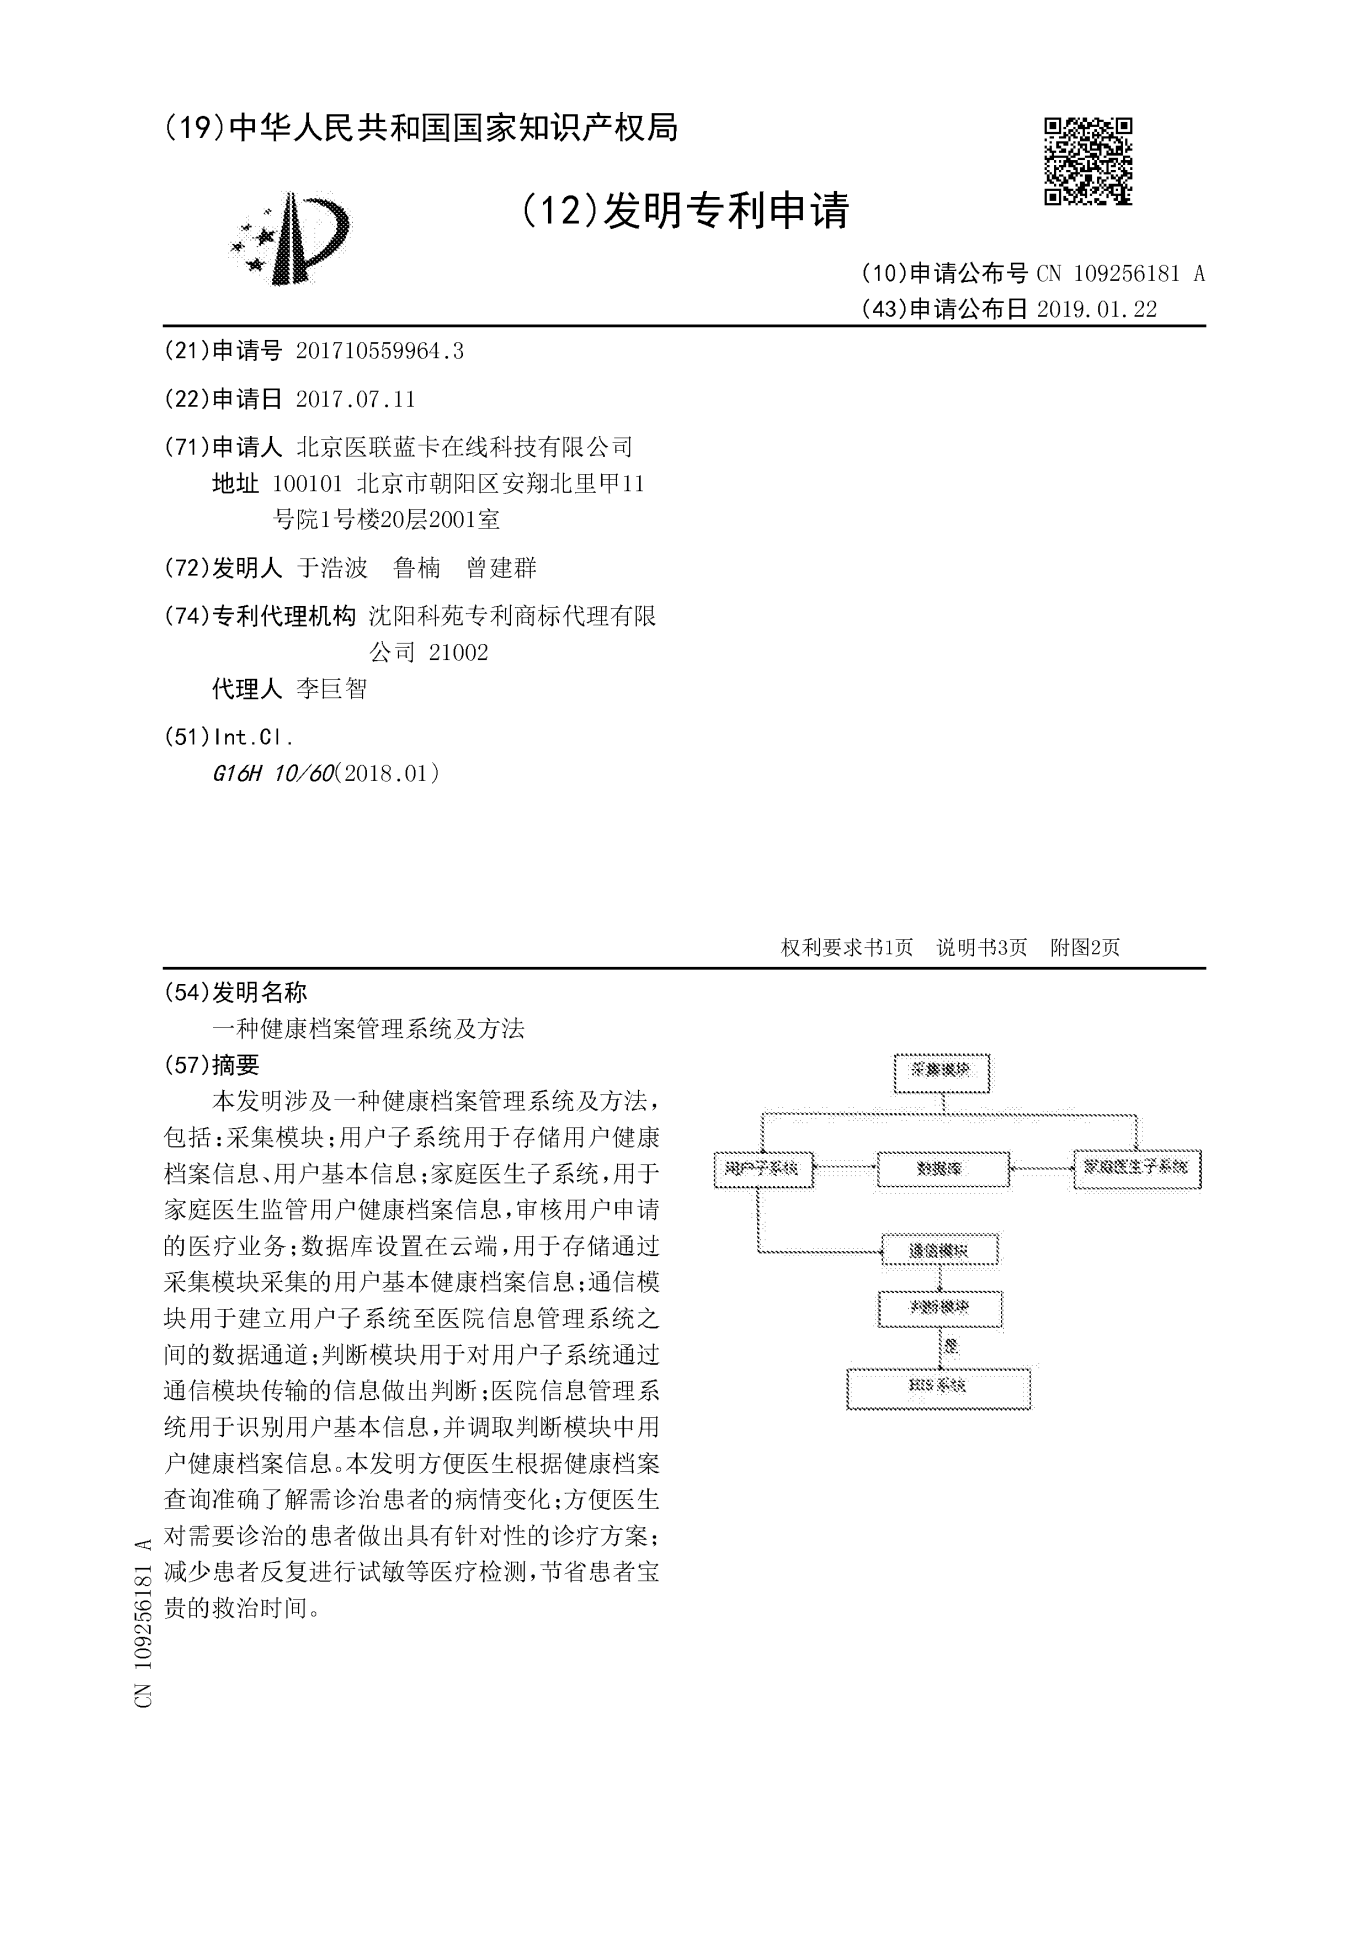 (19)中华人民共和国国家知识产权局
(12)发明专利申请
(10)申请公布号 CN 109256181 A
(43)申请公布日 2019.01.22
(21)申请号 201710559964.3
(22)申请日 2017.07.11
(71)申请人 北京医联蓝卡在线科技有限公司
地址 100101 北京市朝阳区安翔北里甲11
号院1号楼20层2001室
(72)发明人 于浩波 鲁楠 曾建群
(74)专利代理机构 沈阳科苑专利商标代理有限
公司 21002
代理人 李巨智
(51)Int.Cl.
G16H 10/60(2018.01)
权利要求书1页 说明书3页 附图2页
(54)发明名称
一种健康档案管理系统及方法
(57)摘要
本发明涉及一种健康档案管理系统及方法,
包括:采集模块;用户子系统用于存储用户健康
档案信息、用户基本信息;家庭医生子系统,用于
家庭医生监管用户健康档案信息,审核用户申请
的医疗业务;数据库设置在云端,用于存储通过
采集模块采集的用户基本健康档案信息;通信模
块用于建立用户子系统至医院信息管理系统之
间的数据通道;判断模块用于对用户子系统通过
通信模块传输的信息做出判断;医院信息管理系
统用于识别用户基本信息,并调取判断模块中用
户健康档案信息。本发明方便医生根据健康档案
查询准确了解需诊治患者的病情变化;方便医生
对需要诊治的患者做出具有针对性的诊疗方案;
减少患者反复进行试敏等医疗检测,节省患者宝
贵的救治时间。
采集模块
用户子系统
数据库
家庭医生子系统
通信模块
判断模块
是
HIS系统
CN 109256181 A